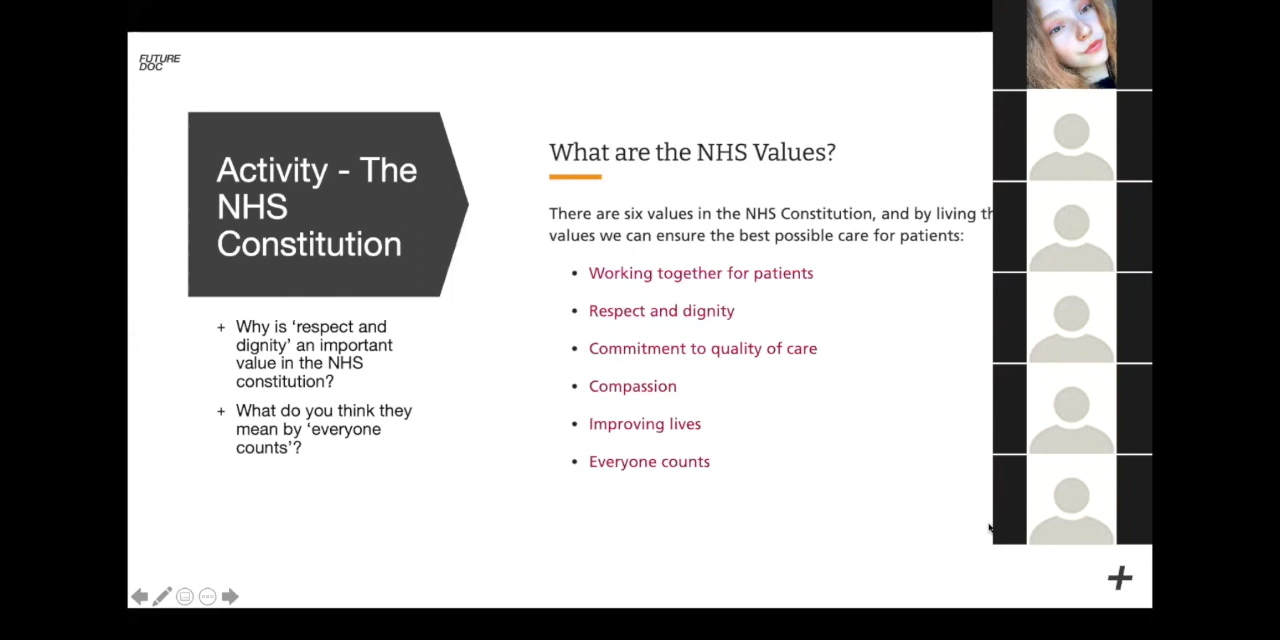 FUTURE
DOC
Activity - The
NHS
Constitution
+ Why is ‘respect and
dignity’ an important
value in the NHS
constitution?
+ What do you think they
mean by ‘everyone
counts’?
What are the NHS Values?
There are six values in the NHS Constitution, and by living
values we can ensure the best possible care for patients:
• Working together for patients
• Respect and dignity
• Commitment to quality of care
• Compassion
• Improving lives
• Everyone counts